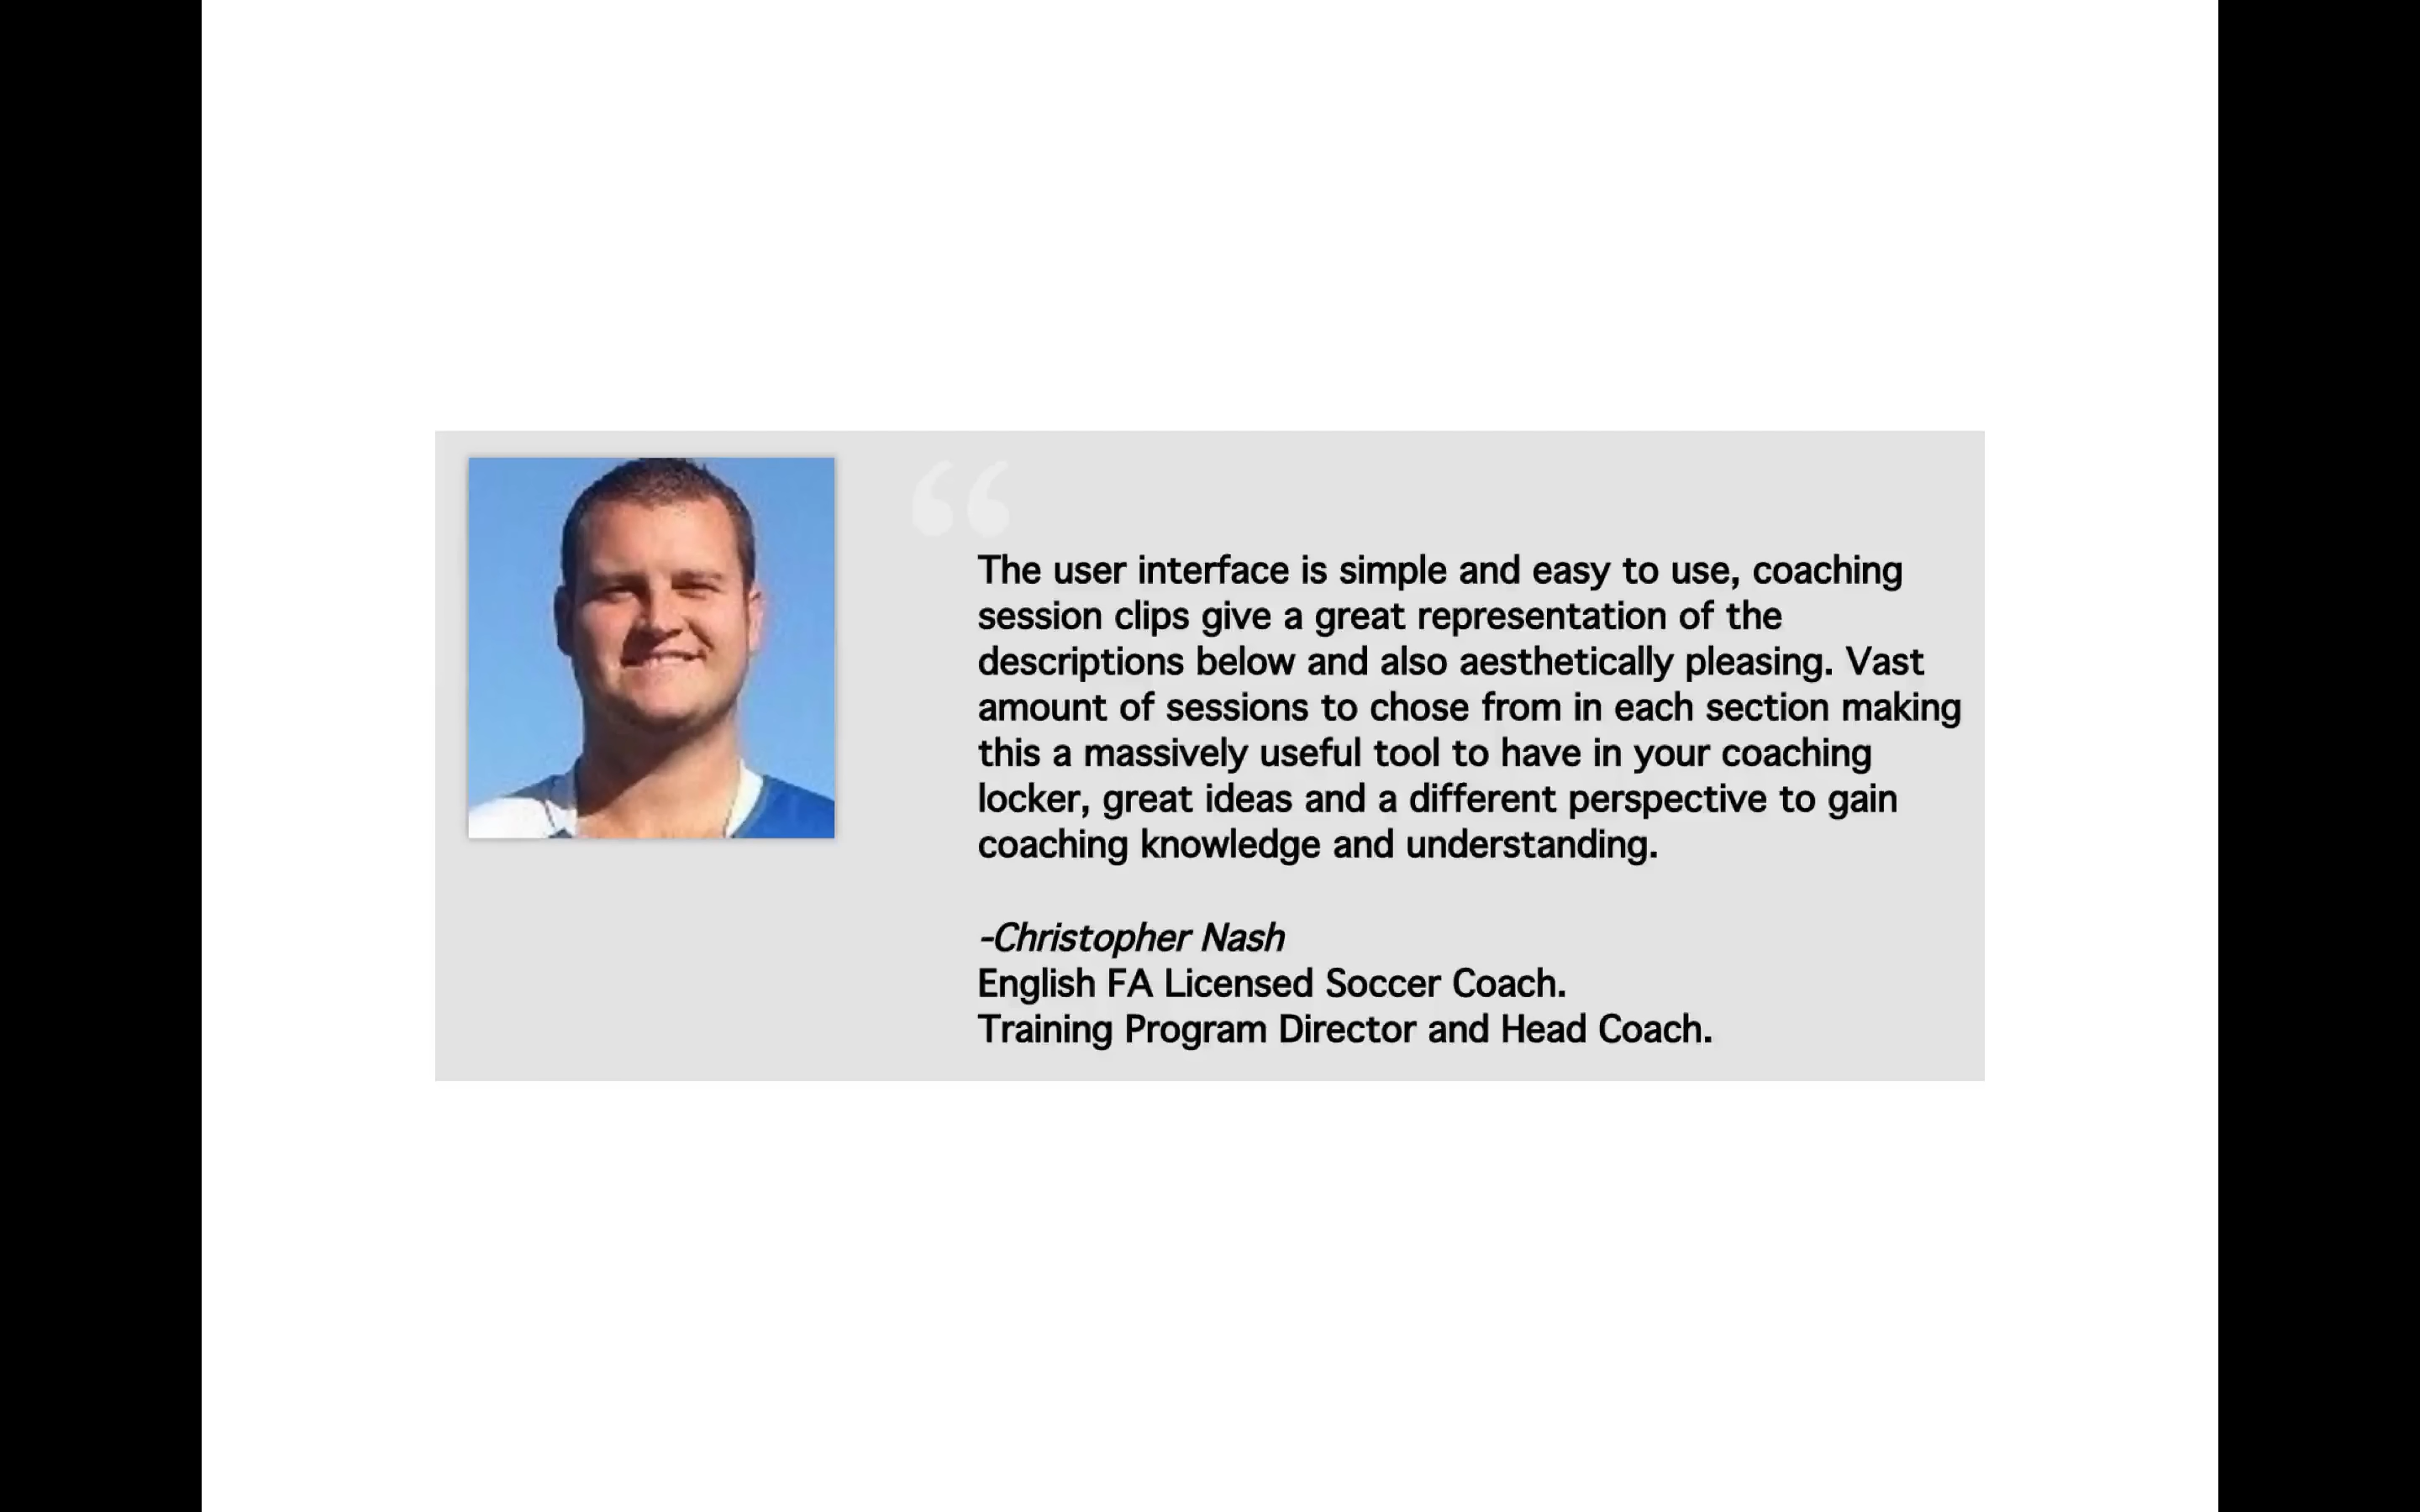 “
The user interface is simple and easy to use, coaching
session clips give a great representation of the
descriptions below and also aesthetically pleasing. Vast
amount of sessions to chose from in each section making
this a massively useful tool to have in your coaching
locker, great ideas and a different perspective to gain
coaching knowledge and understanding.
-Christopher Nash
English FA Licensed Soccer Coach.
Training Program Director and Head Coach.